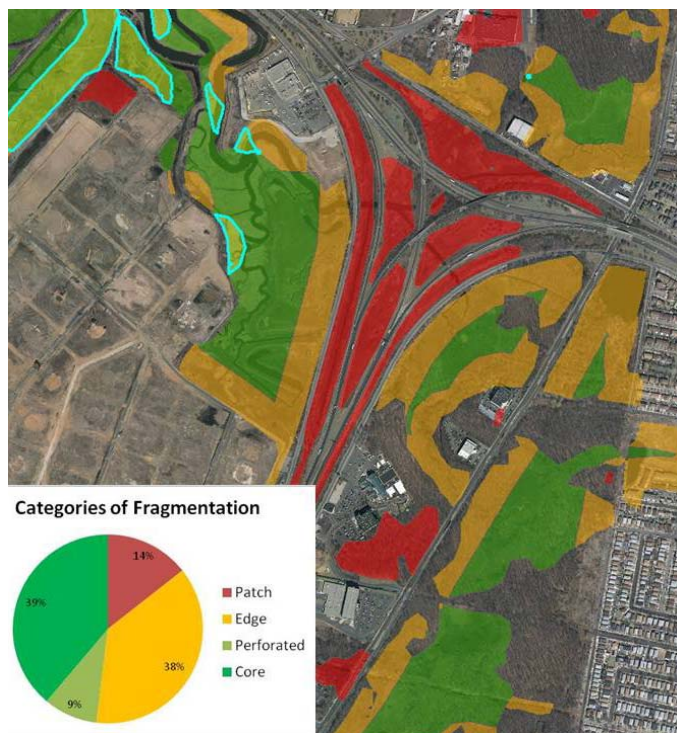 Categories of Fragmentation
14%
39%
38%
9%
Patch
Edge
Perforated
Core